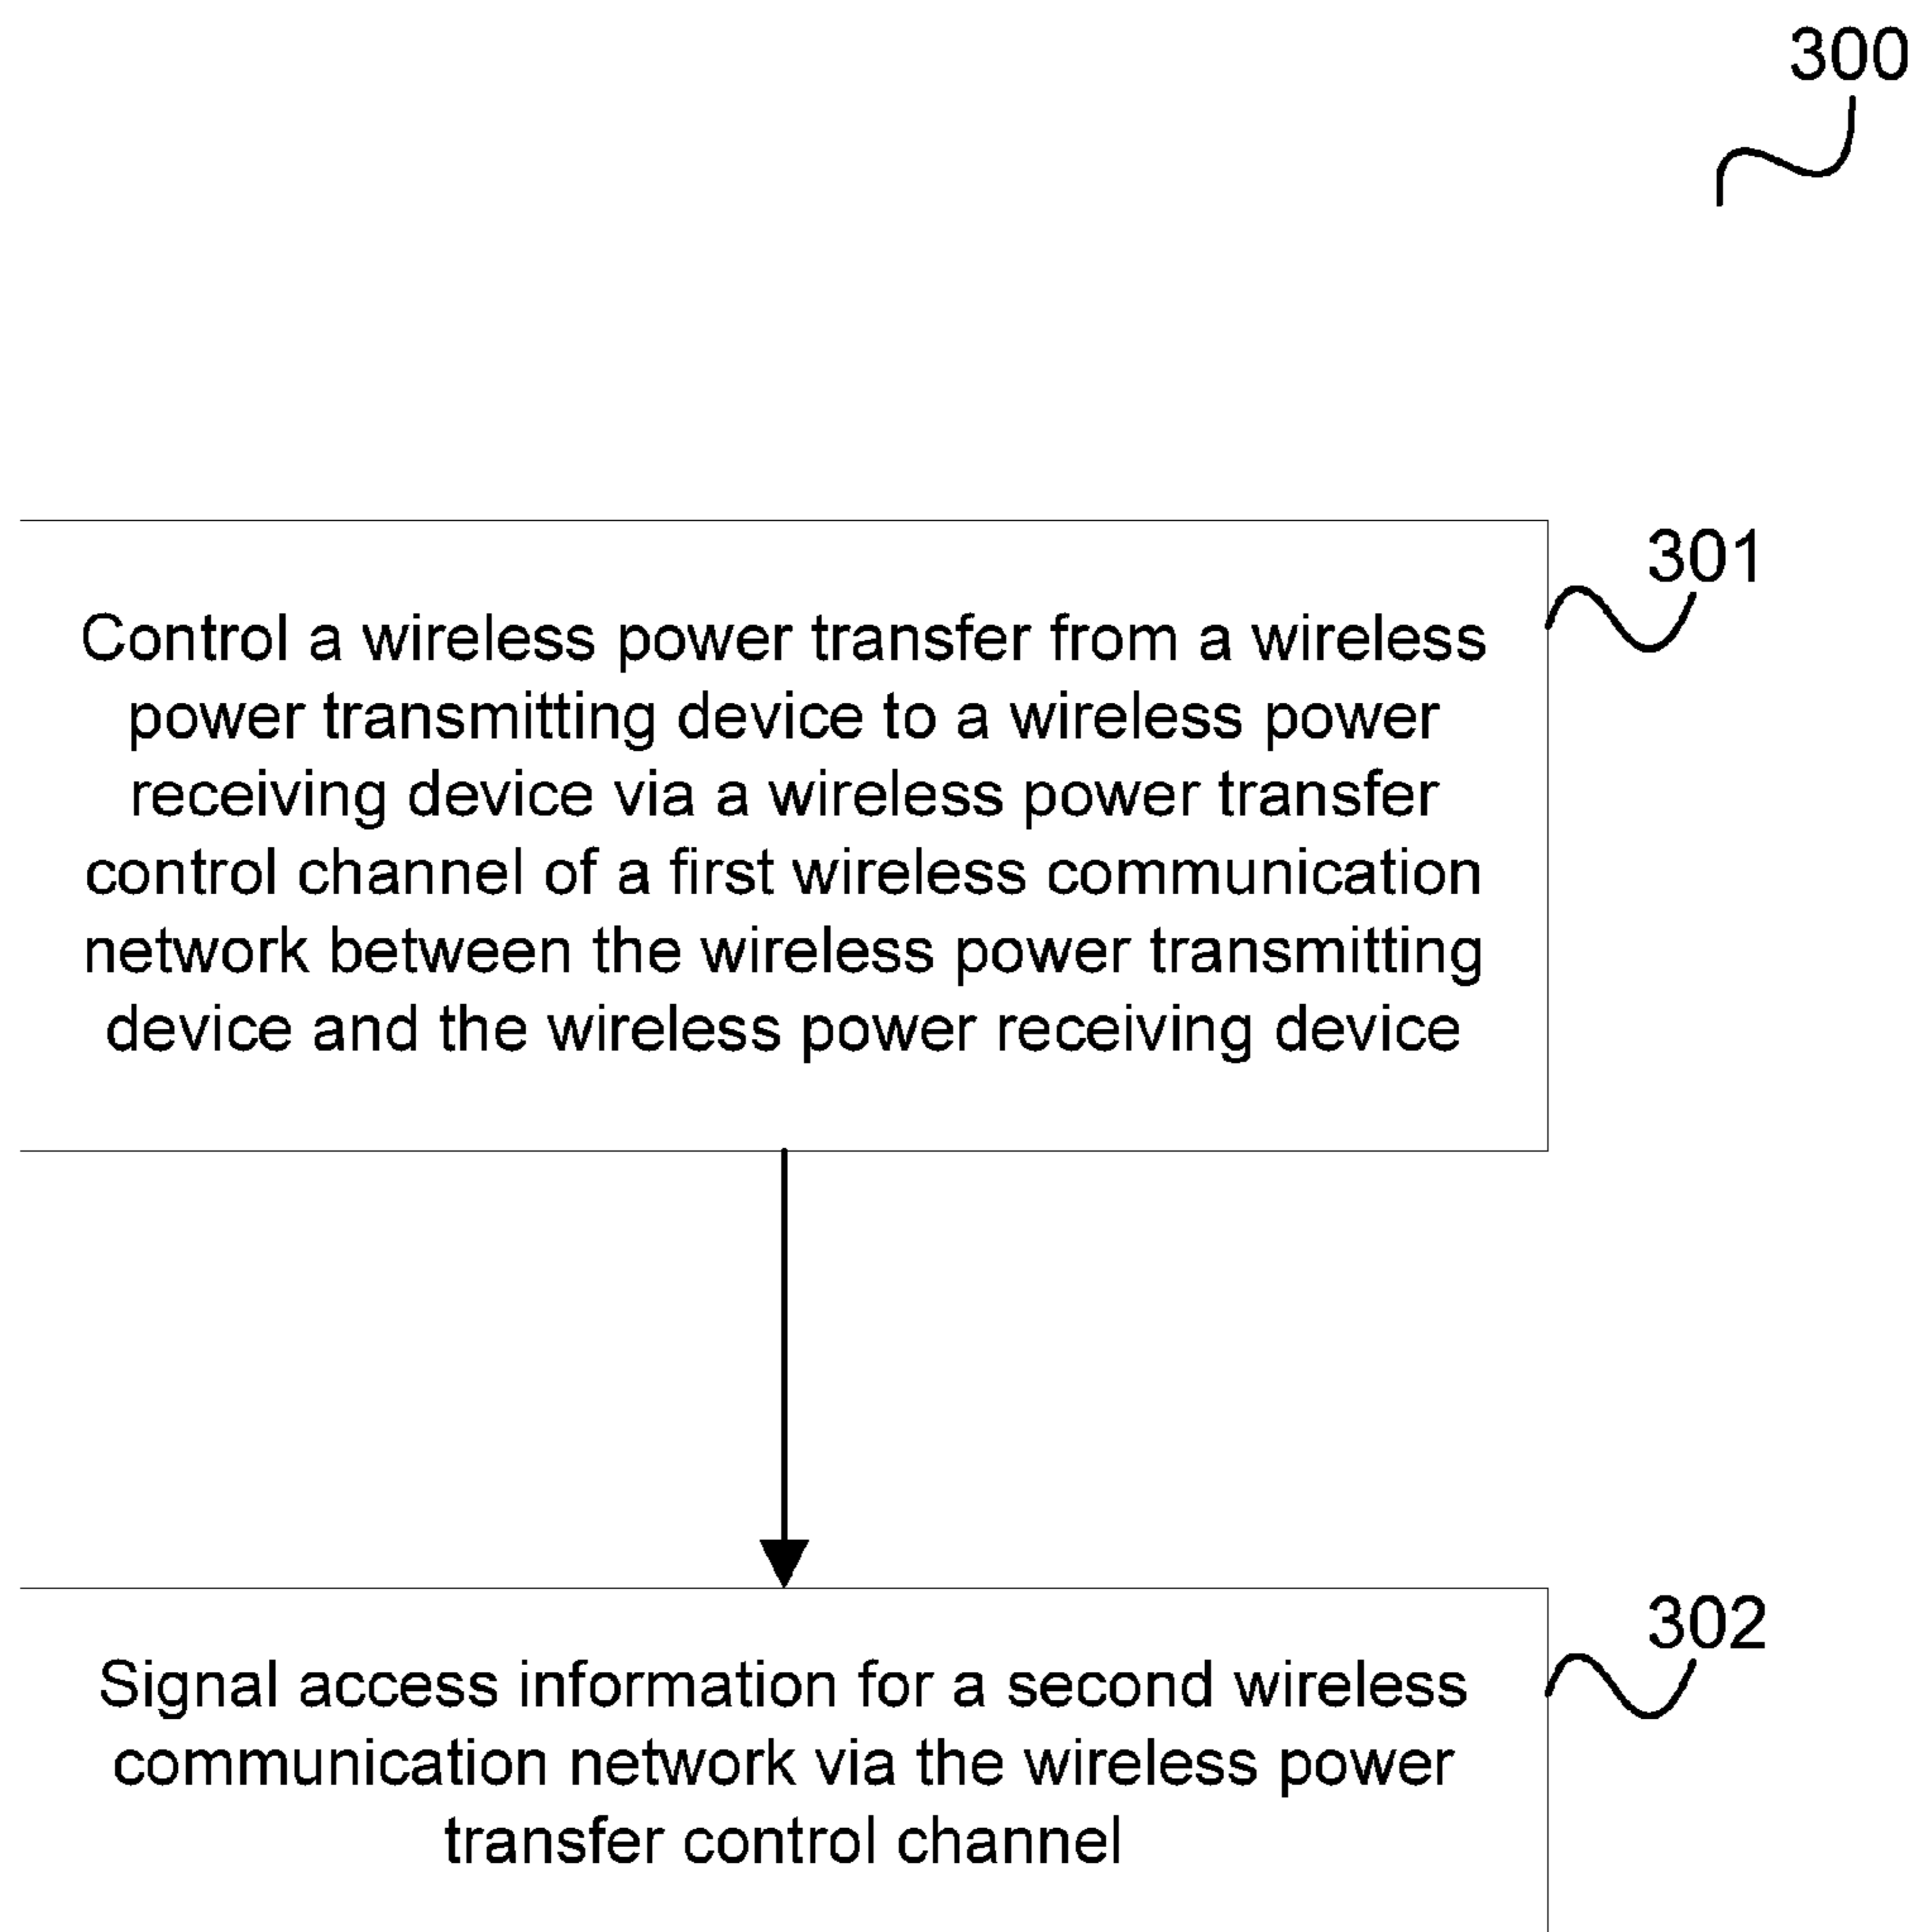 300
301
Control a wireless power transfer from a wireless
power transmitting device to a wireless power
receiving device via a wireless power transfer
control channel of a first wireless communication
network between the wireless power transmitting
device and the wireless power receiving device
302
Signal access information for a second wireless
communication network via the wireless power
transfer control channel